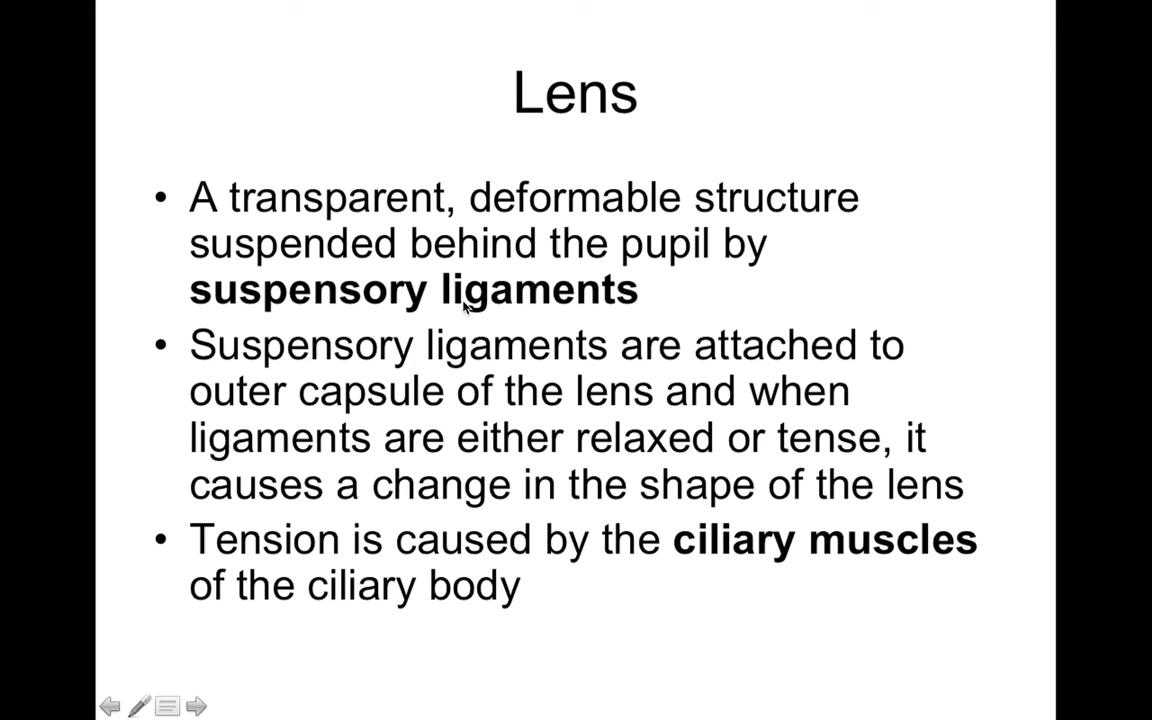 Lens
• A transparent, deformable structure
suspended behind the pupil by
suspensory ligaments
• Suspensory ligaments are attached to
outer capsule of the lens and when
ligaments are either relaxed or tense, it
causes a change in the shape of the lens
• Tension is caused by the ciliary muscles
of the ciliary body